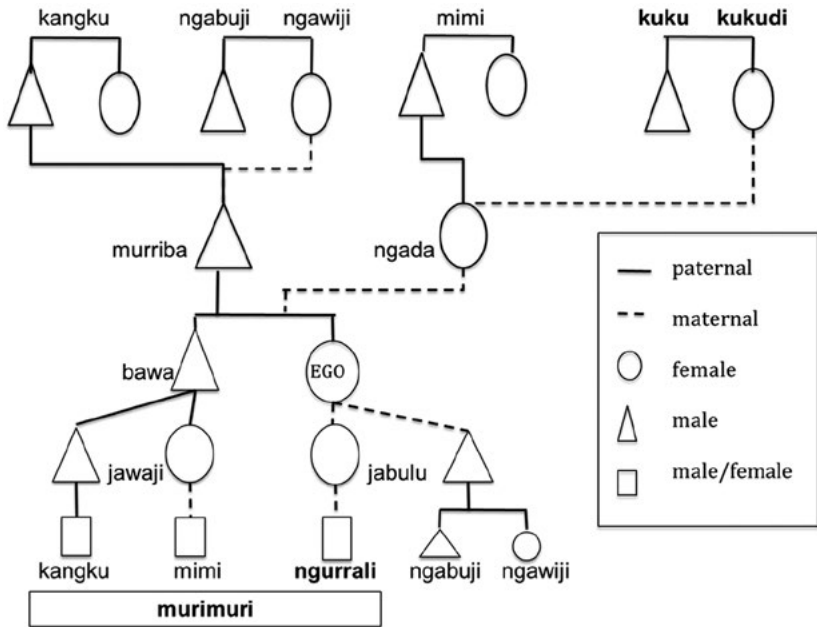 kangku ngabuji ngawiji mimi kuku kukudi
murriba ngada
paternal
maternal
female
male
male/female
bawa EGO
jawaji jabulu
kangku mimi ngurrali ngabuji ngawiji
murimuri